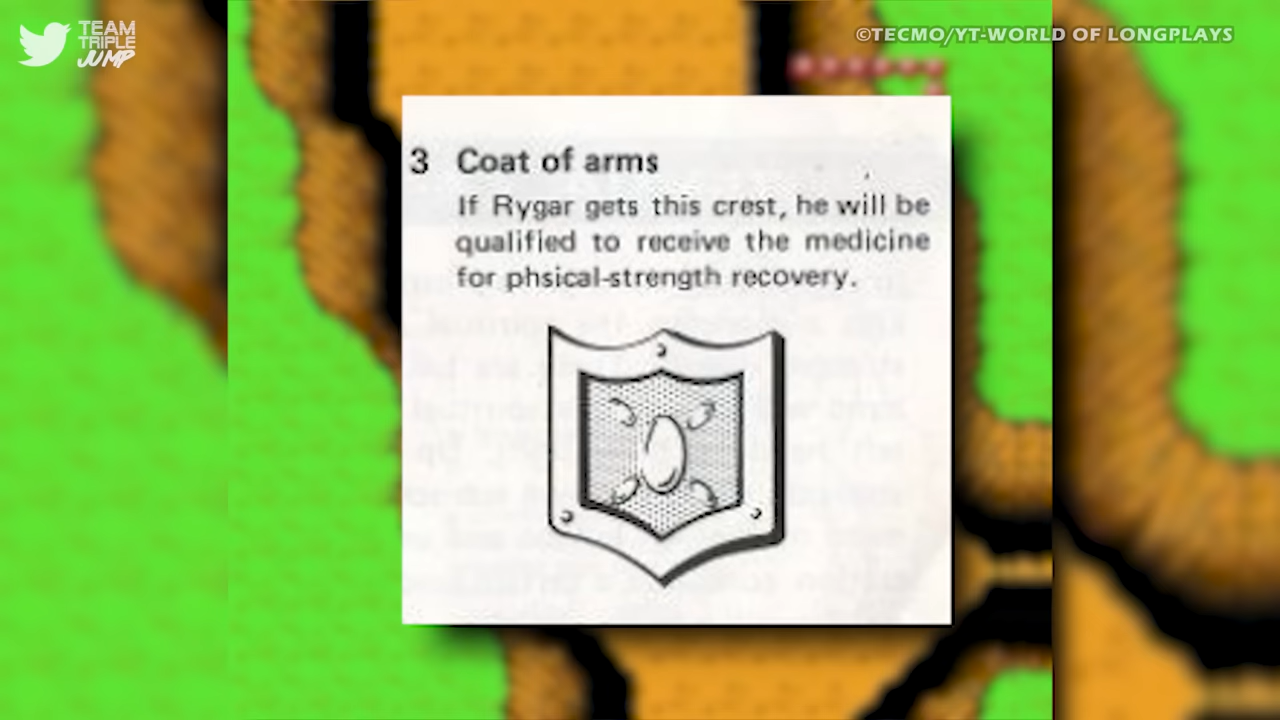 TEAM
TRIPLE
JUMP
©TECMO/YT-WORLD OF LONGPLAYS
3 Coat of arms
If Rygar gets this crest, he will be
qualified to receive the medicine
for phsical-strength recovery.